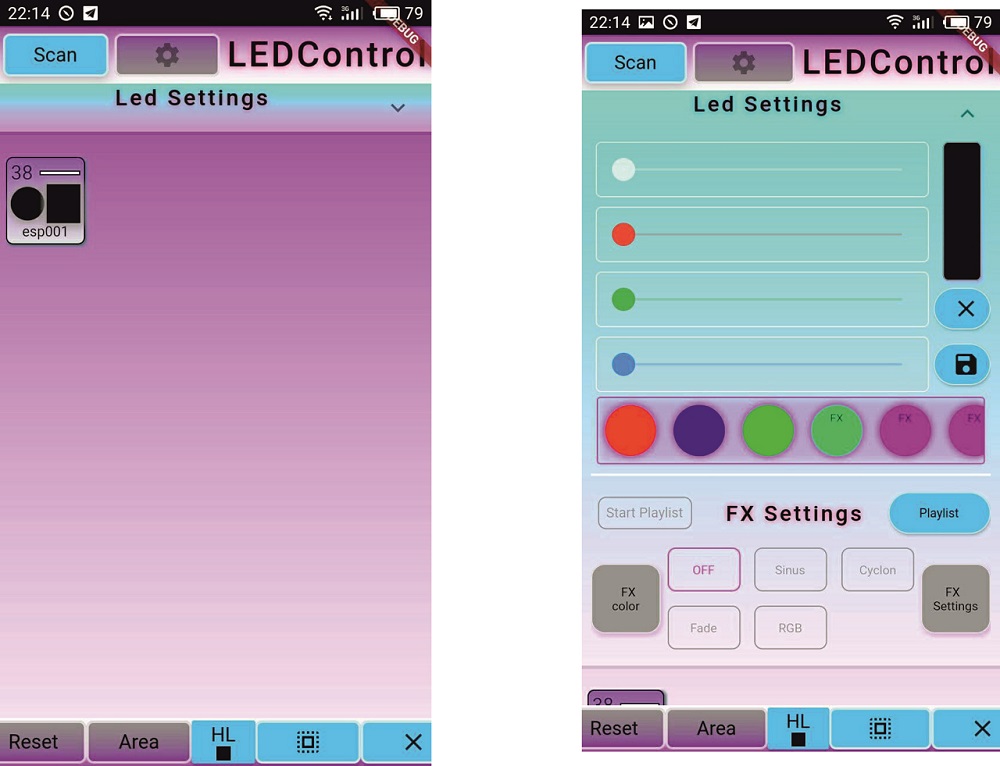 22:14 3G 79
DEBUG
Scan LEDControl
Led Settings
38
esp001
Reset Area HL
22:14 3G 79
DEBUG
Scan LEDControl
Led Settings
FX FX FX
Start Playlist FX Settings Playlist
OFF Sinus Cyclon
FX
color
FX
Settings
Fade RGB
38
Reset Area HL